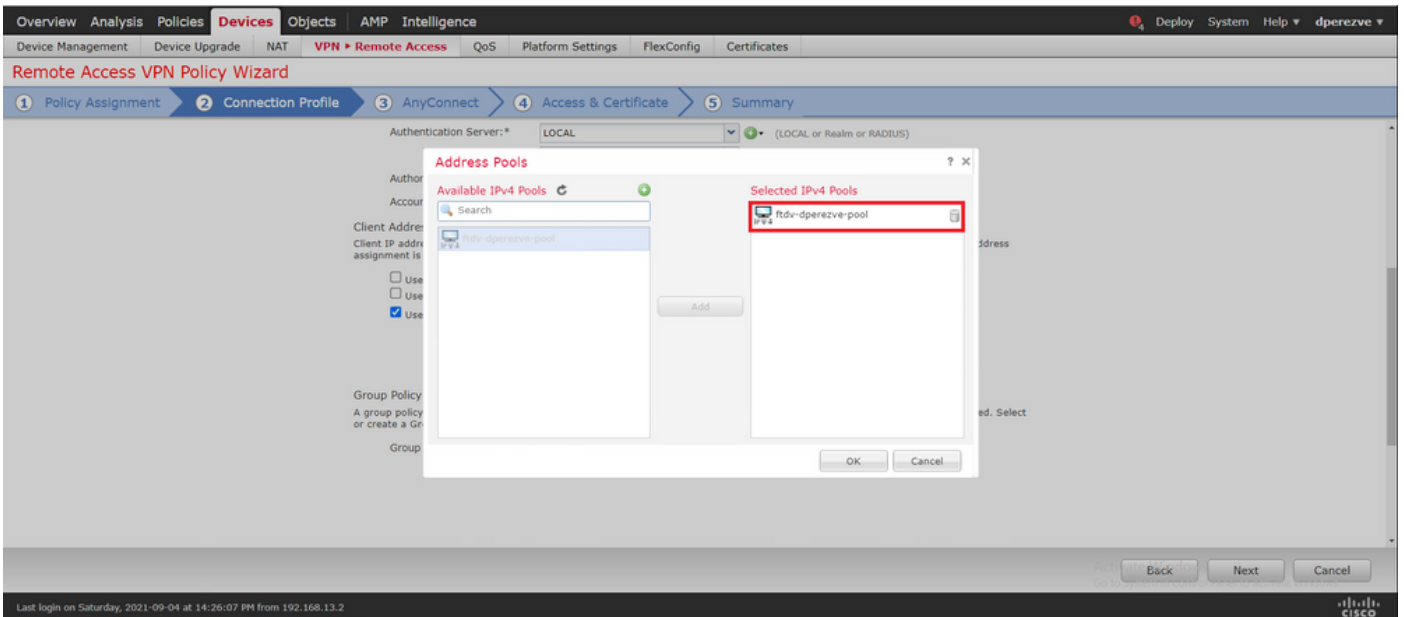 Overview Analysis Policies Devices Objects AMP Intelligence 4 Deploy System Help ▾ dperezve ▾
Device Management Device Upgrade NAT VPN ▸ Remote Access QoS Platform Settings FlexConfig Certificates
Remote Access VPN Policy Wizard
1 Policy Assignment 2 Connection Profile 3 AnyConnect 4 Access & Certificate 5 Summary
Authentication Server:* LOCAL (LOCAL or Realm or RADIUS)
Address Pools ? ×
Author
Available IPv4 Pools Selected IPv4 Pools
Accour
Search
IPv4 ftdv-dperezve-pool
Client Addres
IPv4 ftdv-dperezve-pool
Client IP addre ddress
assignment is
Use
Use
Use
Add
Group Policy
A group policy ed. Select
or create a Gr
Group
OK Cancel
Back Next Cancel
Last login on Saturday, 2021-09-04 at 14:26:07 PM from 192.168.13.2
CISCO